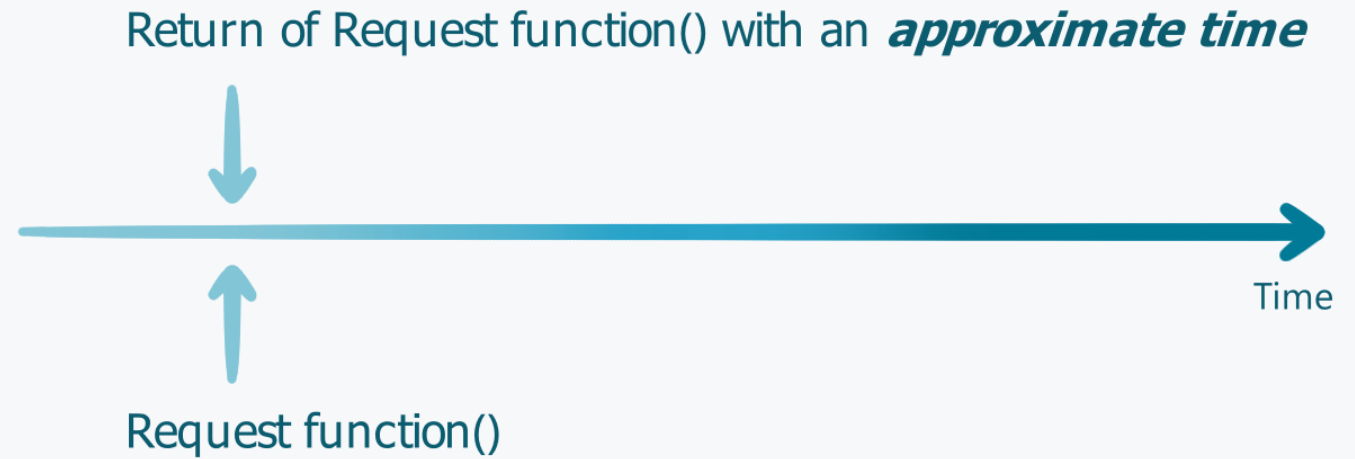 Return of Request function() with an approximate time
Time
Request function()